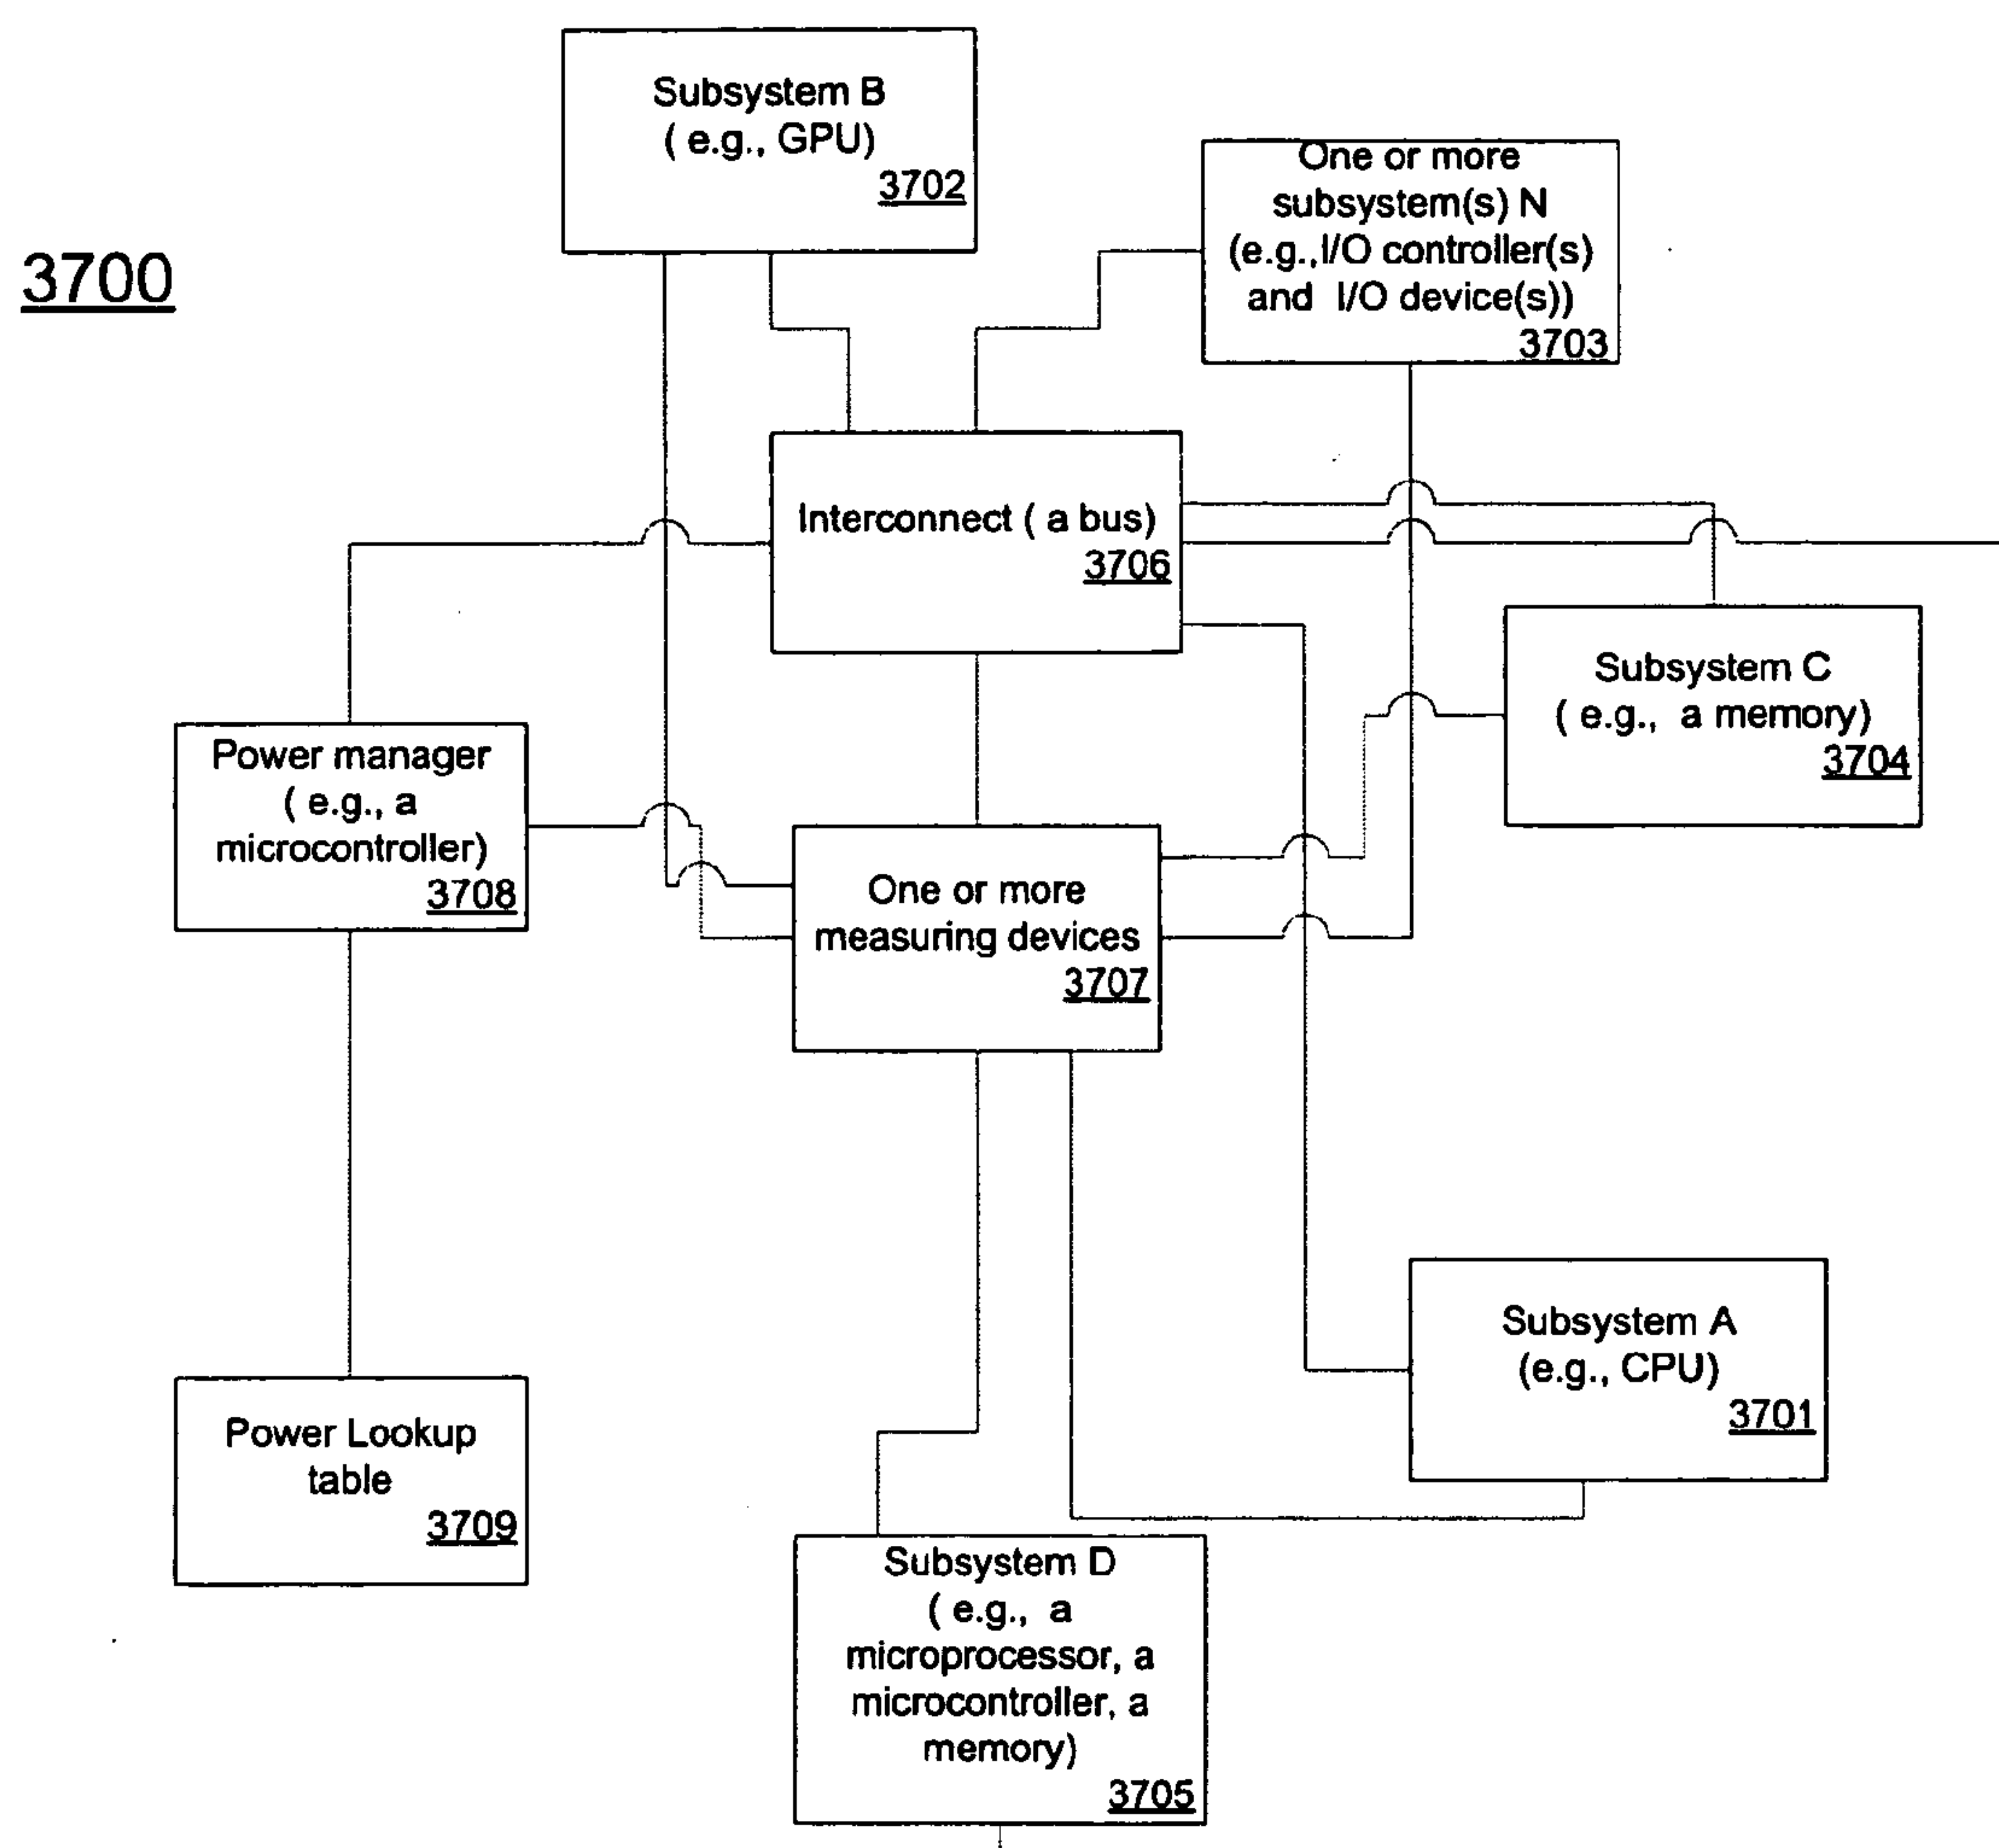 Subsystem B
( e.g., GPU)
3702
One or more
subsystem(s) N
(e.g.,I/O controller(s)
and I/O device(s))
3703
3700
Interconnect ( a bus)
3706
Subsystem C
( e.g., a memory)
3704
Power manager
( e.g., a
microcontroller)
3708
One or more
measuring devices
3707
Subsystem A
(e.g., CPU)
3701
Power Lookup
table
3709
Subsystem D
( e.g., a
microprocessor, a
microcontroller, a
memory)
3705